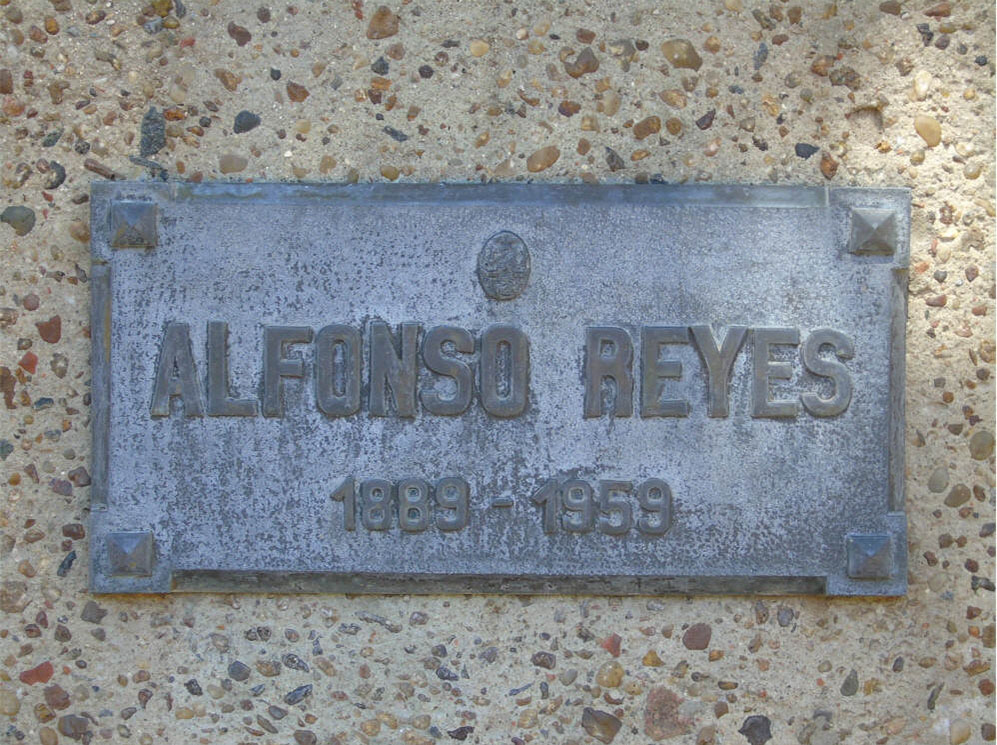 ALFONSO REYES
1889 - 1959